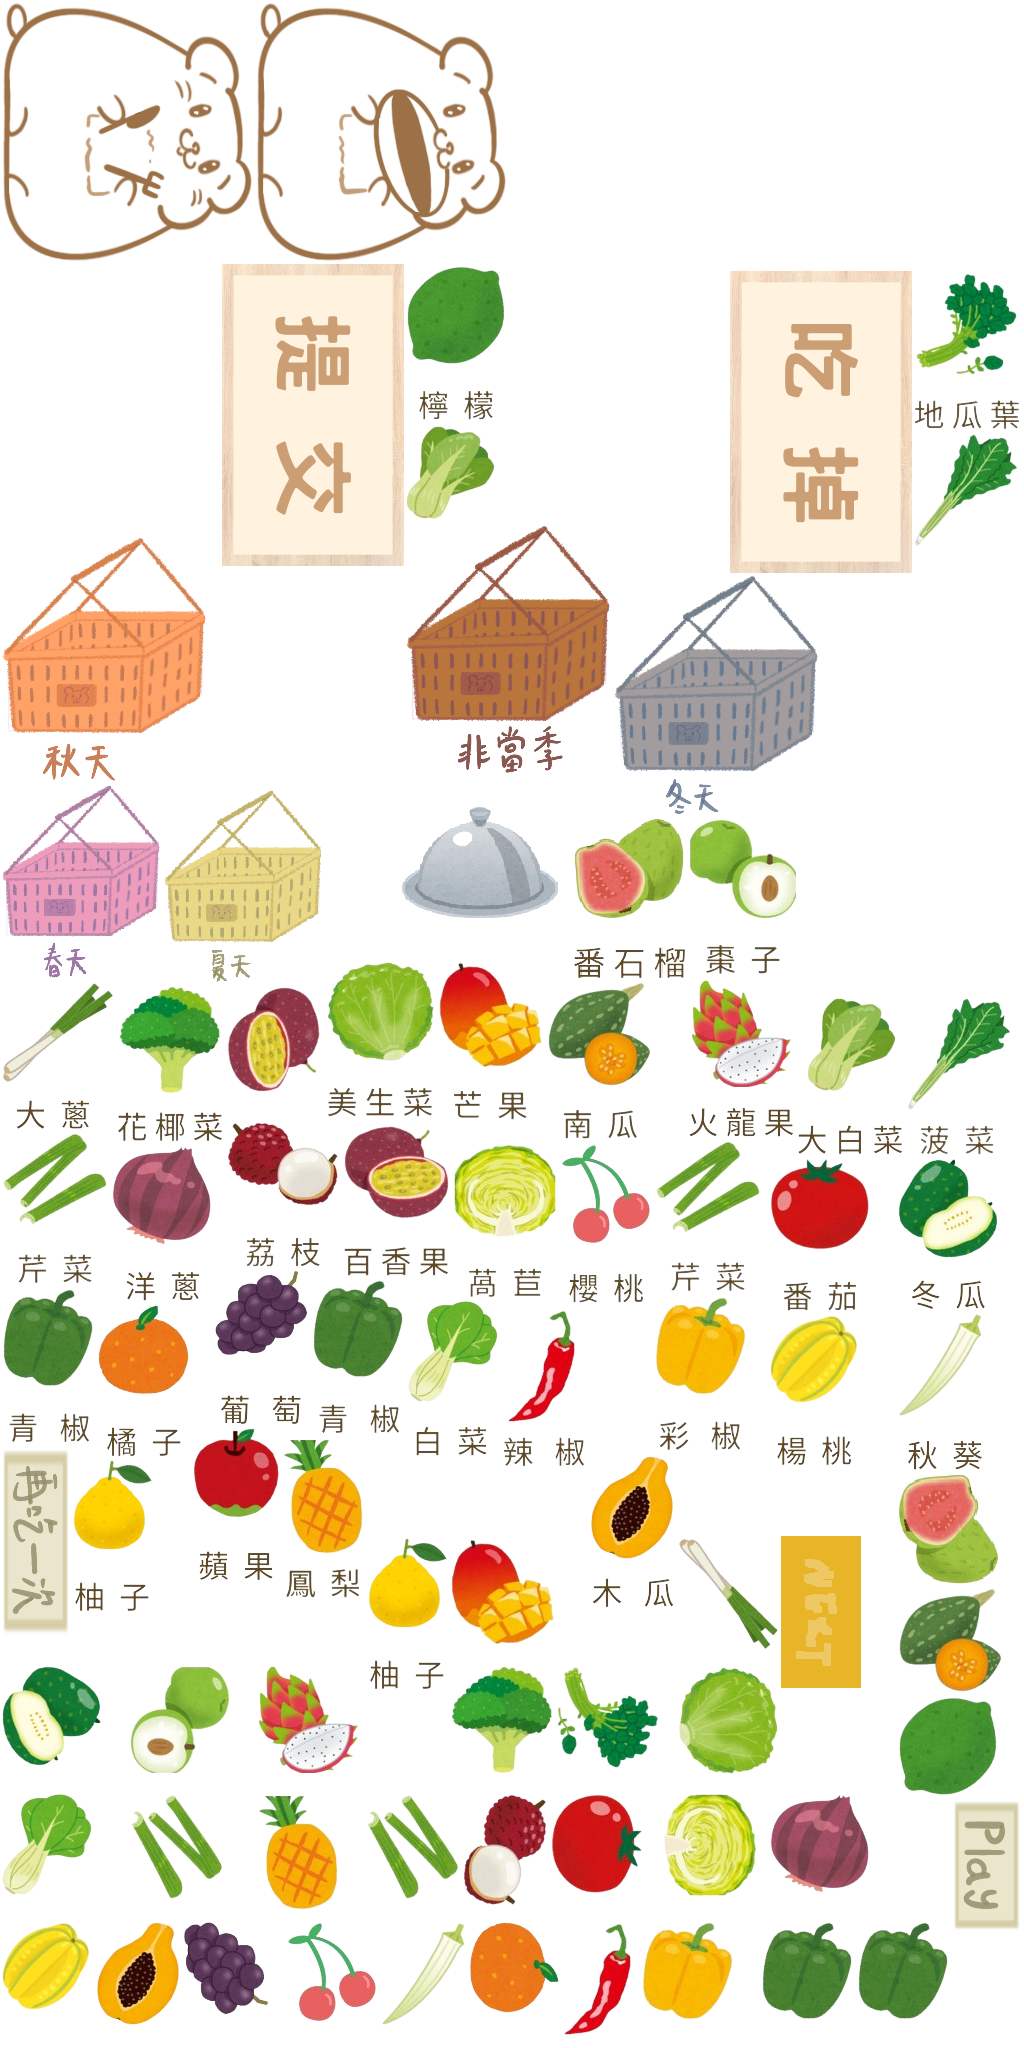 提交
檸檬
吃掉
地瓜葉
秋天
非當季
冬天
春天
夏天
番石榴
棗子
大蔥
花椰菜
美生菜
芒果
南瓜
火龍果
大白菜
菠菜
芹菜
洋蔥
荔枝
百香果
萵苣
櫻桃
芹菜
番茄
冬瓜
青椒
橘子
葡萄
青椒
白菜
辣椒
彩椒
楊桃
秋葵
再吃一次
柚子
蘋果
鳳梨
柚子
木瓜
NEXT
Play